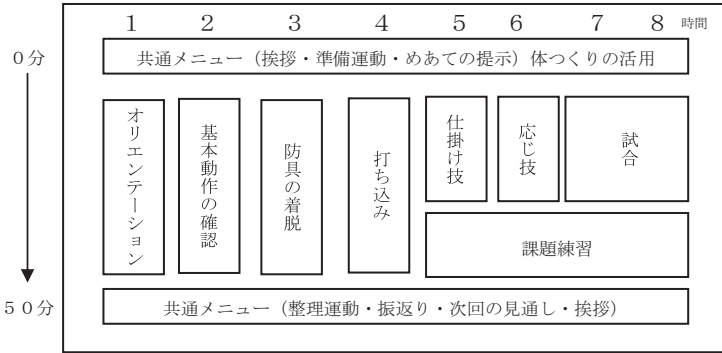 1 2 3 4 5 6 7 8 時間
０分
共通メニュー（挨拶・準備運動・めあての提示）体つくりの活用
オリエンテーション
基本動作の確認
防具の着脱
打ち込み
仕掛け技
応じ技
試合
課題練習
５０分
共通メニュー（整理運動・振返り・次回の見通し・挨拶）